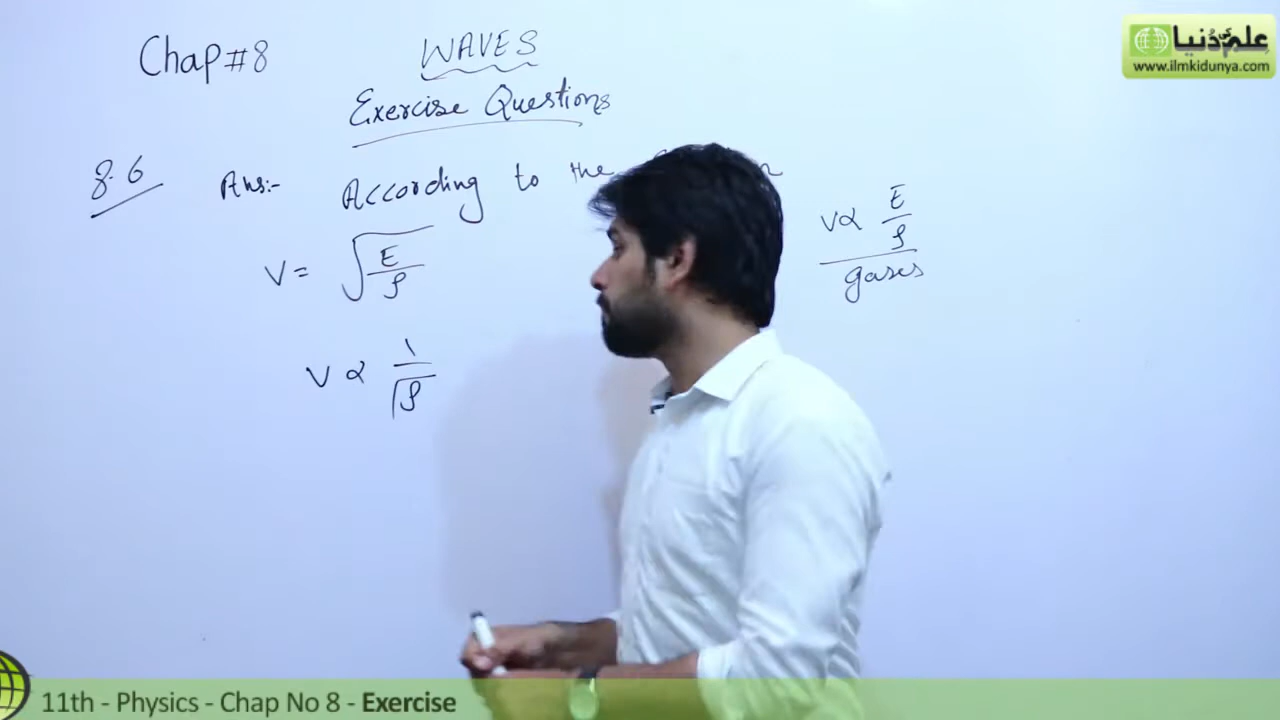 Chap#8
WAVES
Exercise Questions
علم کی دُنیا
www.ilmkidunya.com
8.6 Ans:- According to the
V = √(E/ρ)
V ∝ 1/√ρ
V∝ E/ρ
gases
11th - Physics - Chap No 8 - Exercise